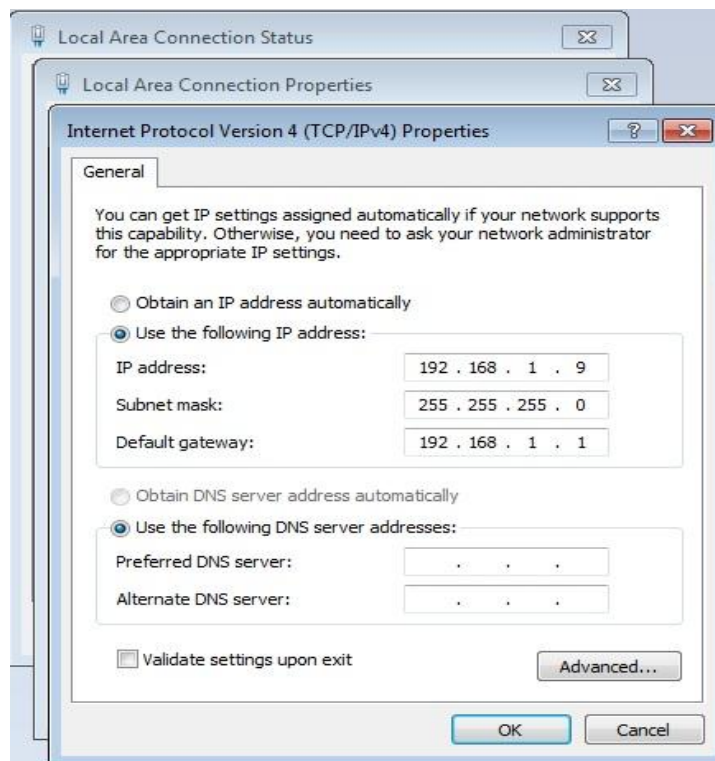 Local Area Connection Status
Local Area Connection Properties
Internet Protocol Version 4 (TCP/IPv4) Properties
General
You can get IP settings assigned automatically if your network supports
this capability. Otherwise, you need to ask your network administrator
for the appropriate IP settings.
Obtain an IP address automatically
Use the following IP address:
IP address: 192 . 168 . 1 . 9
Subnet mask: 255 . 255 . 255 . 0
Default gateway: 192 . 168 . 1 . 1
Obtain DNS server address automatically
Use the following DNS server addresses:
Preferred DNS server: . . .
Alternate DNS server: . . .
Validate settings upon exit
Advanced...
OK Cancel